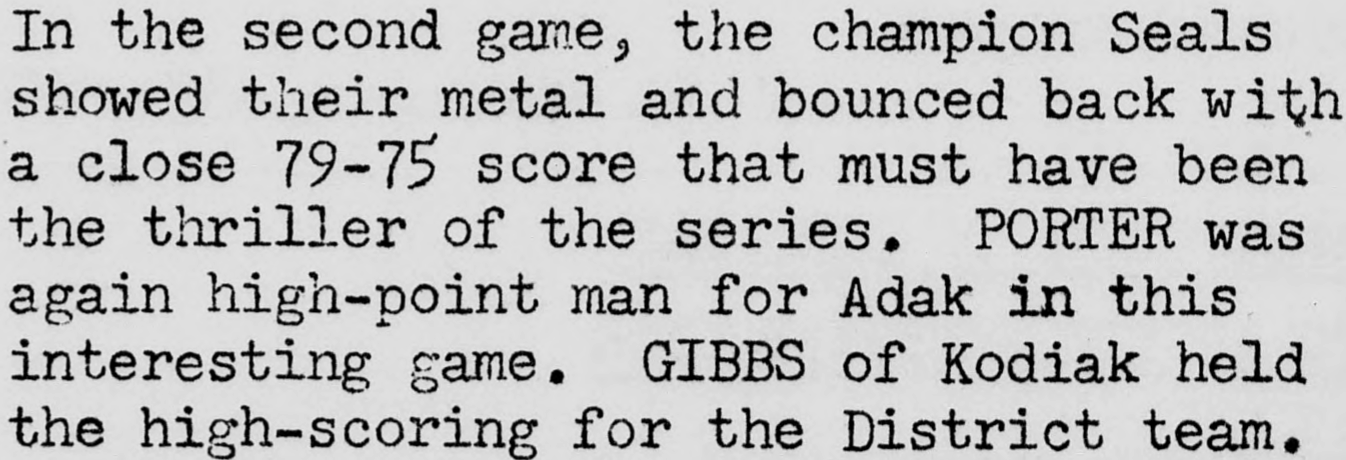 In the second game, the champion Seals
showed their metal and bounced back with
a close 79-75 score that must have been
the thriller of the series.  PORTER was
again high-point man for Adak in this
interesting game.  GIBBS of Kodiak held
the high-scoring for the District team.